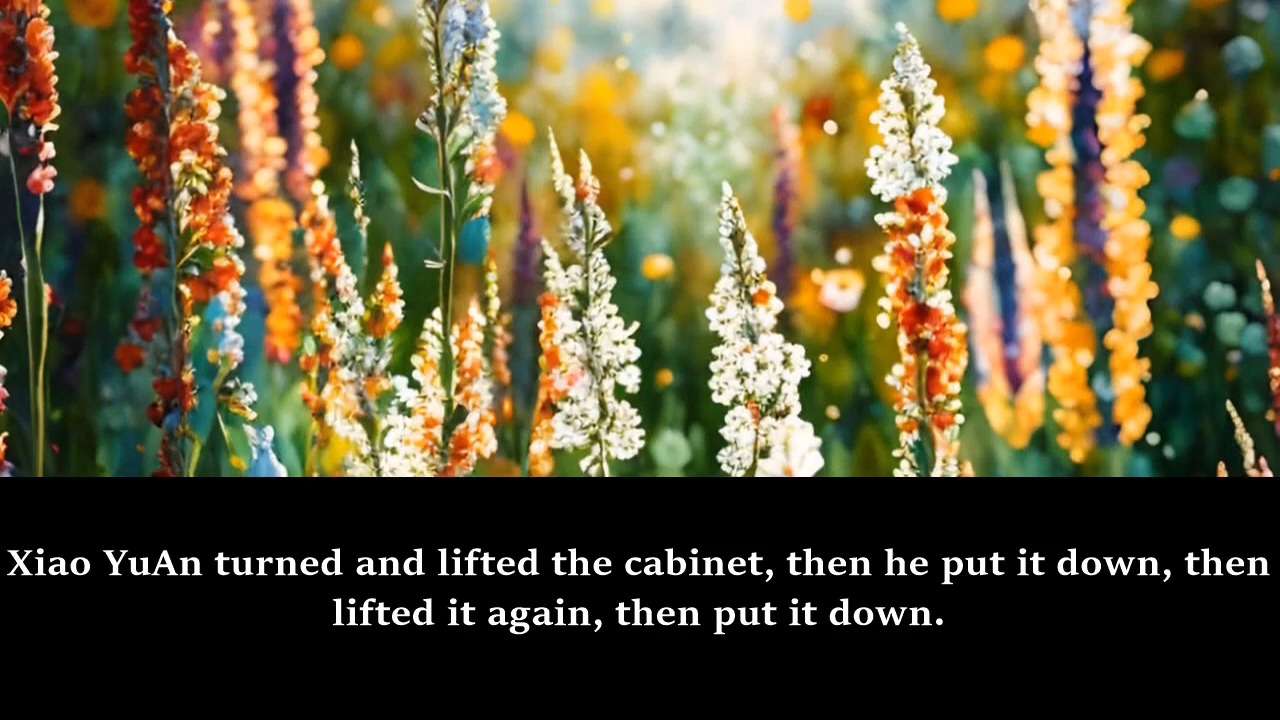 Xiao YuAn turned and lifted the cabinet, then he put it down, then
lifted it again, then put it down.